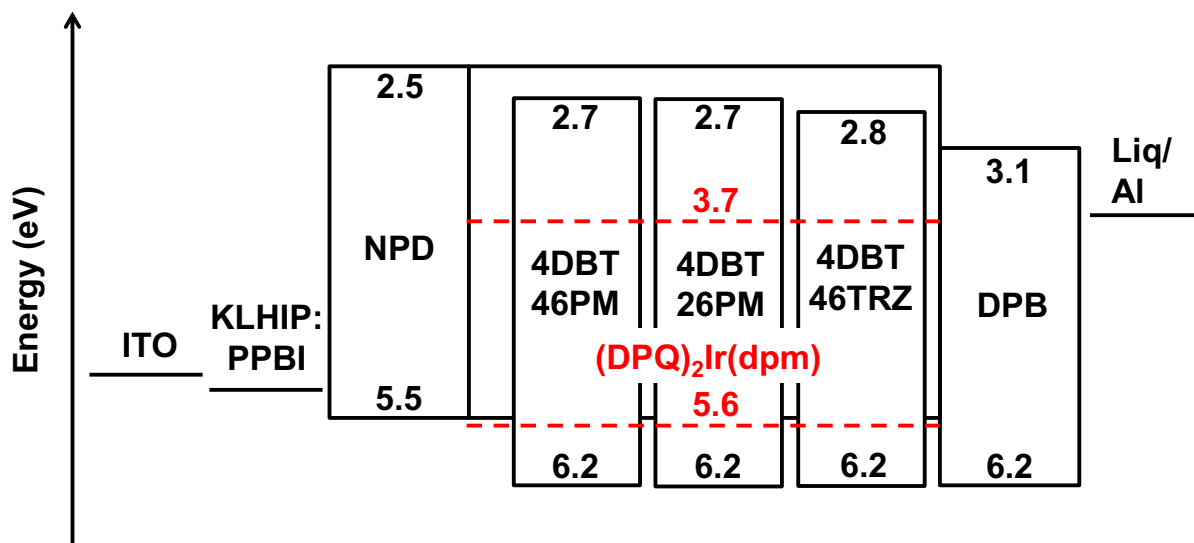 Energy (eV)
ITO
KLHIP:
PPBI
2.5
NPD
5.5
2.7
4DBT
46PM
6.2
2.7
3.7
4DBT
26PM
(DPQ)₂Ir(dpm)
5.6
6.2
2.8
4DBT
46TRZ
6.2
3.1
DPB
6.2
Liq/
Al